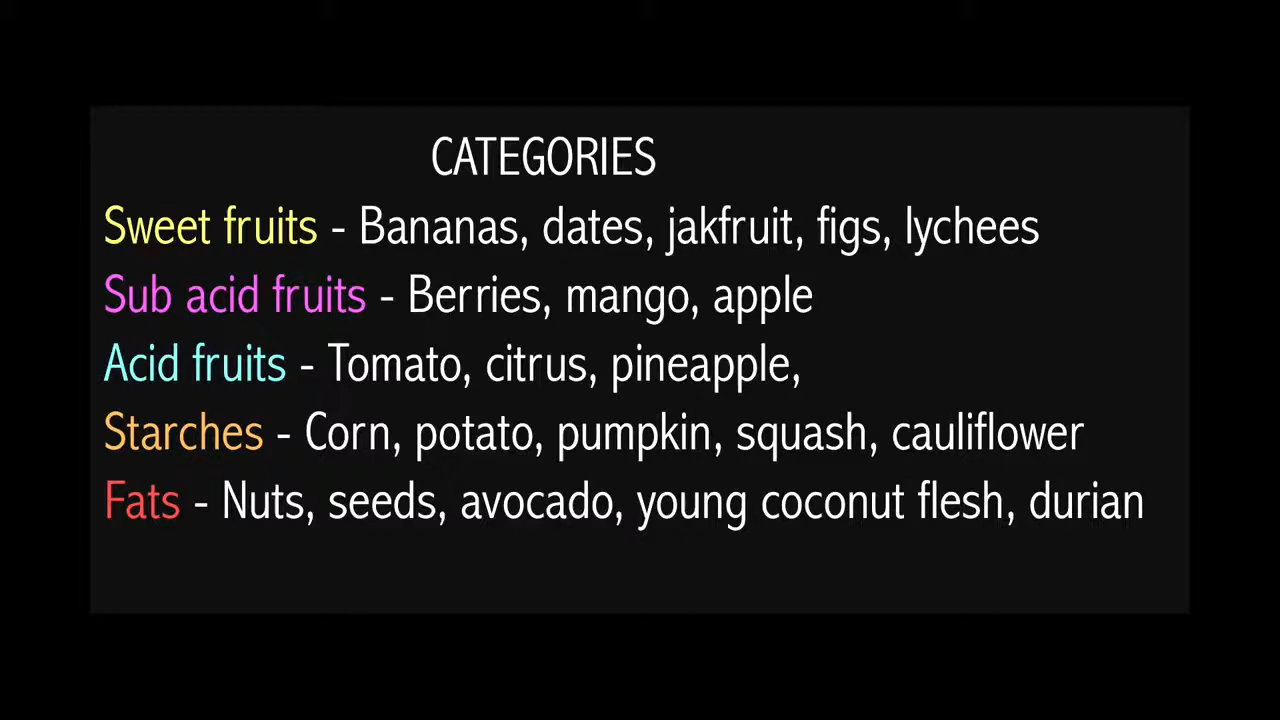 CATEGORIES
Sweet fruits - Bananas, dates, jakfruit, figs, lychees
Sub acid fruits - Berries, mango, apple
Acid fruits - Tomato, citrus, pineapple,
Starches - Corn, potato, pumpkin, squash, cauliflower
Fats - Nuts, seeds, avocado, young coconut flesh, durian